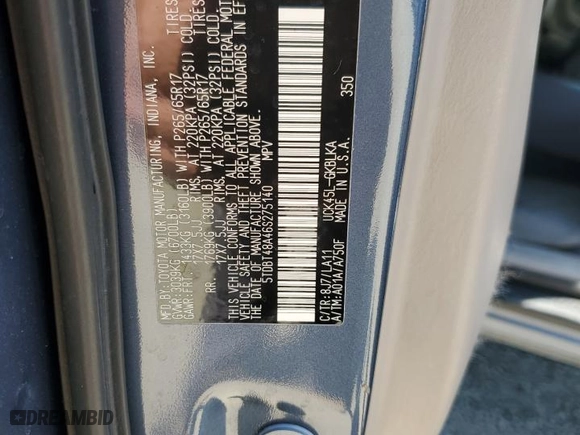 MFD.BY:TOYOTA MOTOR MANUFACTURING, INDIANA, INC.
GVWR:3039KG(6700LB)
GAWR:FRT. 1433KG(3160LB)WITH P265/65R17 TIRES
17X7.5JJ RIMS, AT 220KPA(32PSI) COLD.
RR. 1769KG(3900LB)WITH P265/65R17 TIRES
17X7.5JJ RIMS, AT 220KPA(32PSI) COLD.
THIS VEHICLE CONFORMS TO ALL APPLICABLE FEDERAL MOT
VEHICLE SAFETY AND THEFT PREVENTION STANDARDS IN EF
ON THE DATE OF MANUFACTURE SHOWN ABOVE.
5TDBT48A46S275140 MPV
C/TR:8J7/LA11 UCK45L-GKBLKA
A/TM:A01A/A750F MADE IN U.S.A. 350
DREAMBID